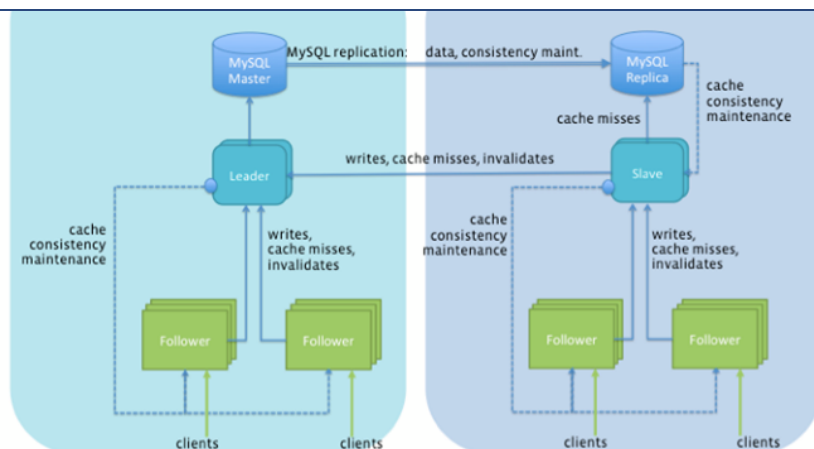 MySQL replication: data, consistency maint.
MySQL
Master
MySQL
Replica
cache
consistency
maintenance
cache misses
writes, cache misses, invalidates
Leader
Slave
cache
consistency
maintenance
writes,
cache misses,
invalidates
cache
consistency
maintenance
writes,
cache misses,
invalidates
Follower
Follower
Follower
Follower
clients
clients
clients
clients